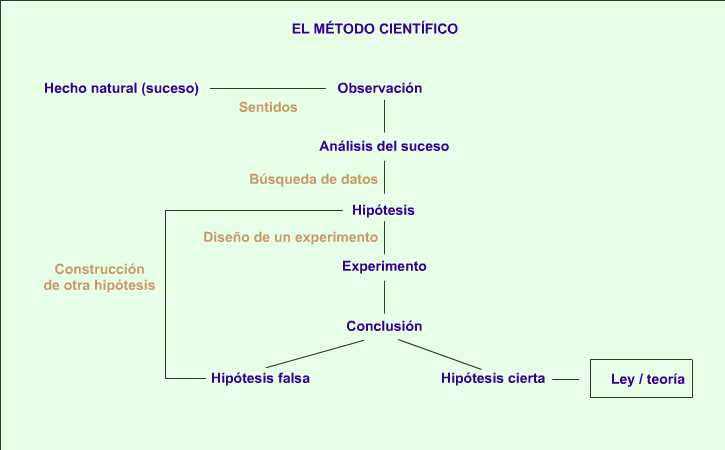 EL MÉTODO CIENTÍFICO
Hecho natural (suceso)
Observación
Sentidos
Análisis del suceso
Búsqueda de datos
Hipótesis
Diseño de un experimento
Experimento
Construcción
de otra hipótesis
Conclusión
Hipótesis falsa
Hipótesis cierta
Ley / teoría